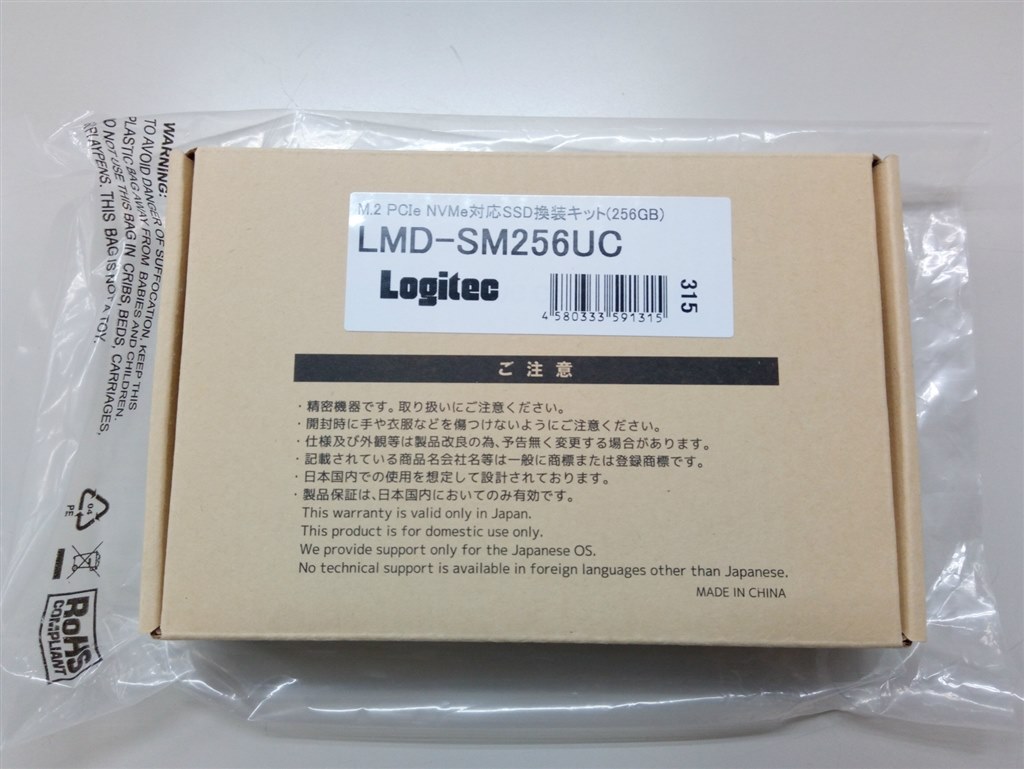 M.2 PCIe NVMe対応SSD換装キット(256GB)
LMD-SM256UC
Logitec
4 580333 591315
315
ご注意
・精密機器です。取り扱いにご注意ください。
・開封時に手や衣服などを傷つけないようにご注意ください。
・仕様及び外観等は製品改良の為、予告無く変更する場合があります。
・記載されている商品名会社名等は一般に商標または登録商標です。
・日本国内での使用を想定して設計されております。
・製品保証は、日本国内においてのみ有効です。
This warranty is valid only in Japan.
This product is for domestic use only.
We provide support only for the Japanese OS.
No technical support is available in foreign languages other than Japanese.
MADE IN CHINA
WARNING:
TO AVOID DANGER OF SUFFOCATION, KEEP THIS
PLASTIC BAG AWAY FROM BABIES AND CHILDREN.
NOT USE THIS BAG IN CRIBS, BEDS, CARRIAGES,
PLAYPENS. THIS BAG IS NOT A TOY.
04
PE
RoHS
COMPLIANT